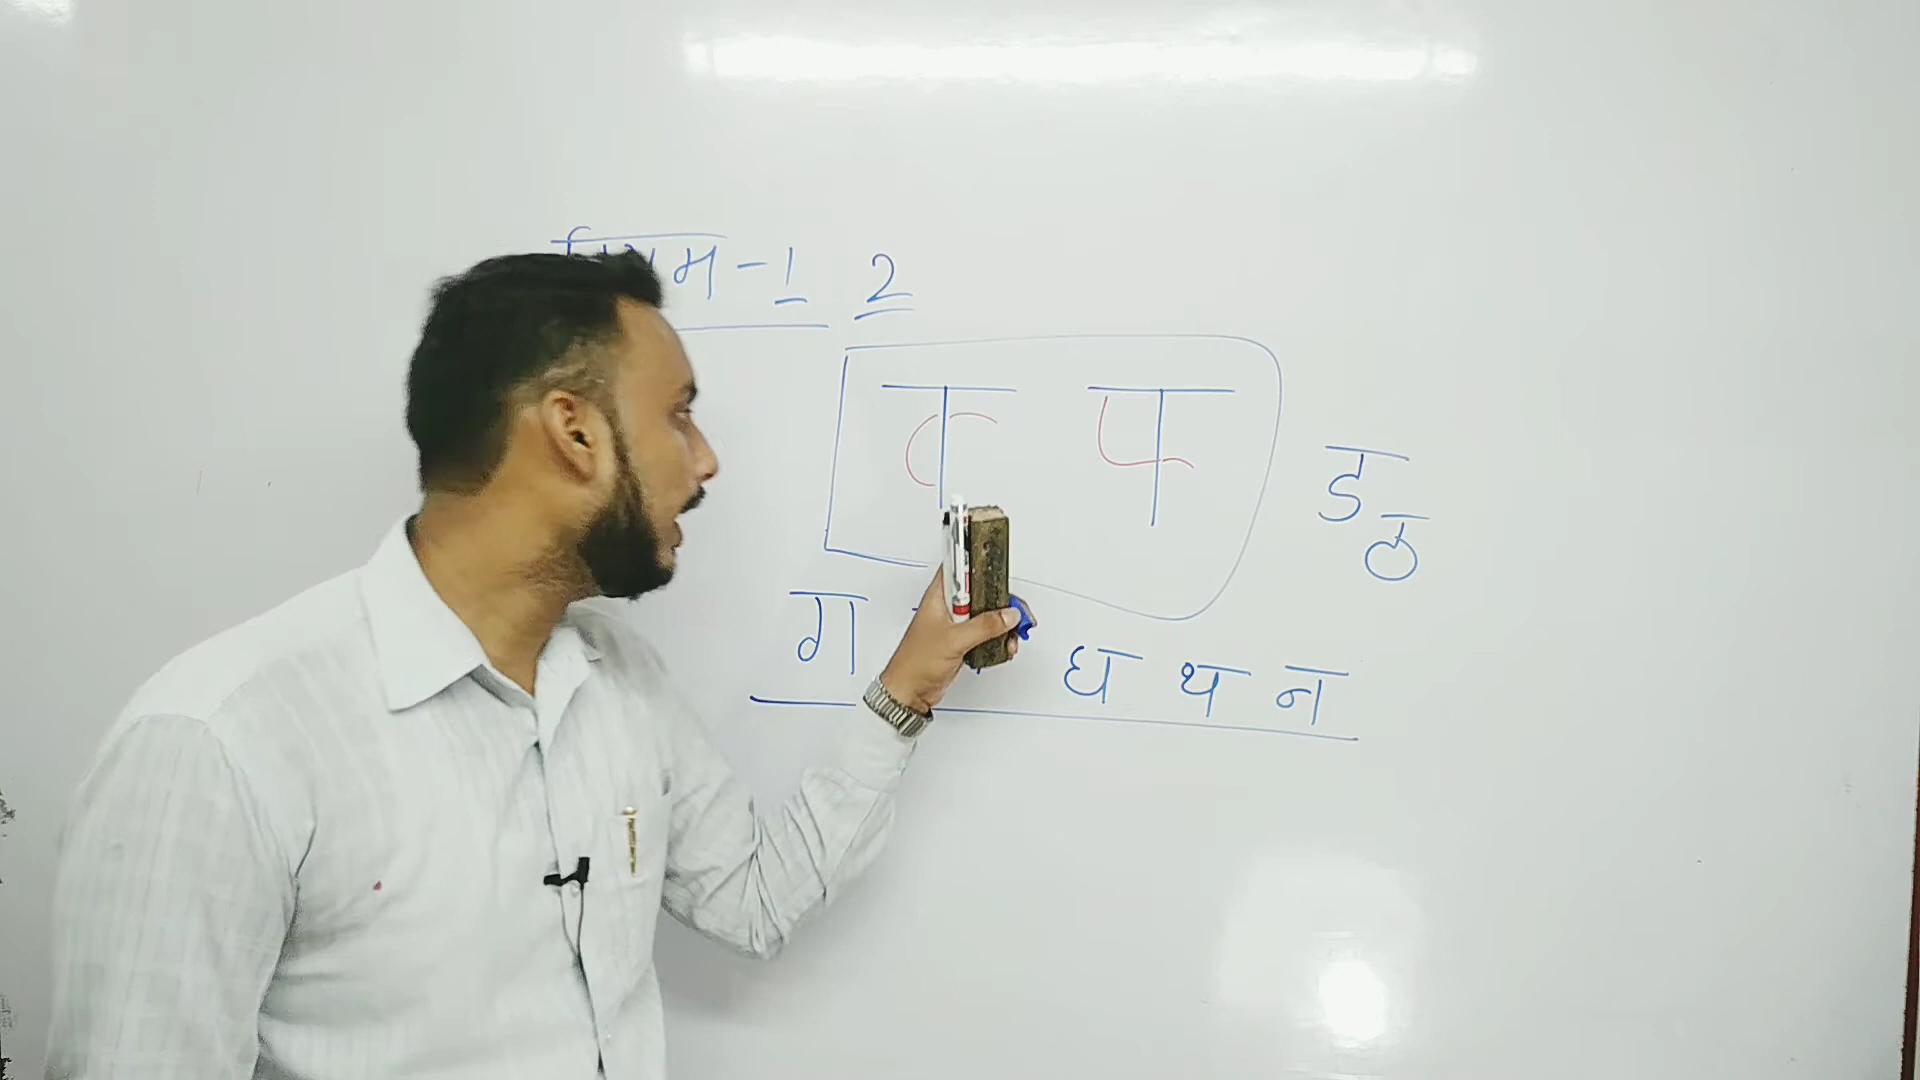 नियम-1 2
क फ
ड
ठ
ग घ थ न